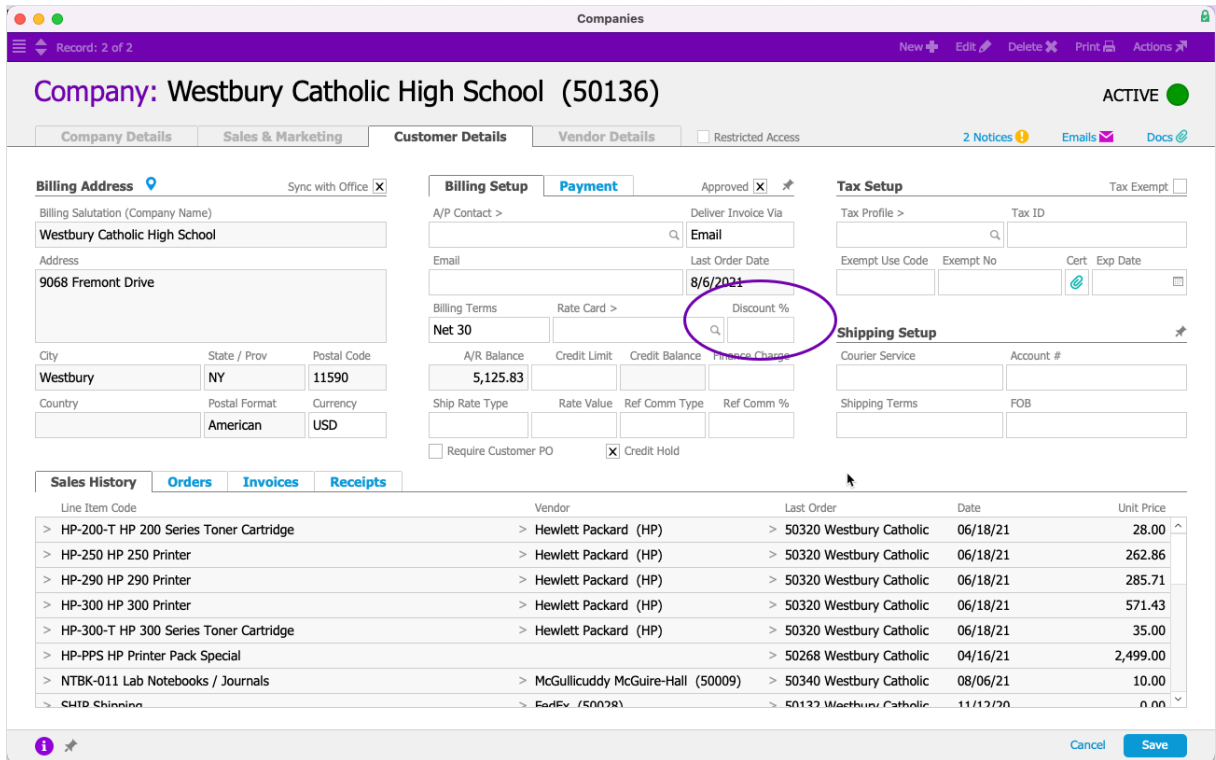 Companies
Record: 2 of 2
New Edit Delete Print Actions
Company: Westbury Catholic High School (50136)
ACTIVE
Company Details Sales & Marketing Customer Details Vendor Details Restricted Access 2 Notices Emails Docs
Billing Address Sync with Office X
Billing Salutation (Company Name)
Westbury Catholic High School
Address
9068 Fremont Drive
City State / Prov Postal Code
Westbury NY 11590
Country Postal Format Currency
American USD
Billing Setup Payment Approved X
A/P Contact > Deliver Invoice Via
Email
Email Last Order Date
8/6/2021
Billing Terms Rate Card > Discount %
Net 30
A/R Balance Credit Limit Credit Balance Finance Charge
5,125.83
Ship Rate Type Rate Value Ref Comm Type Ref Comm %
Require Customer PO X Credit Hold
Tax Setup Tax Exempt
Tax Profile > Tax ID
Exempt Use Code Exempt No Cert Exp Date
Shipping Setup
Courier Service Account #
Shipping Terms FOB
Sales History Orders Invoices Receipts
Line Item Code Vendor Last Order Date Unit Price
> HP-200-T HP 200 Series Toner Cartridge > Hewlett Packard (HP) > 50320 Westbury Catholic 06/18/21 28.00
> HP-250 HP 250 Printer > Hewlett Packard (HP) > 50320 Westbury Catholic 06/18/21 262.86
> HP-290 HP 290 Printer > Hewlett Packard (HP) > 50320 Westbury Catholic 06/18/21 285.71
> HP-300 HP 300 Printer > Hewlett Packard (HP) > 50320 Westbury Catholic 06/18/21 571.43
> HP-300-T HP 300 Series Toner Cartridge > Hewlett Packard (HP) > 50320 Westbury Catholic 06/18/21 35.00
> HP-PPS HP Printer Pack Special > 50268 Westbury Catholic 04/16/21 2,499.00
> NTBK-011 Lab Notebooks / Journals > McGullicuddy McGuire-Hall (50009) > 50340 Westbury Catholic 08/06/21 10.00
> SHIP Shipping > FedEx (50028) > 50132 Westbury Catholic 11/12/20 0.00
i Cancel Save